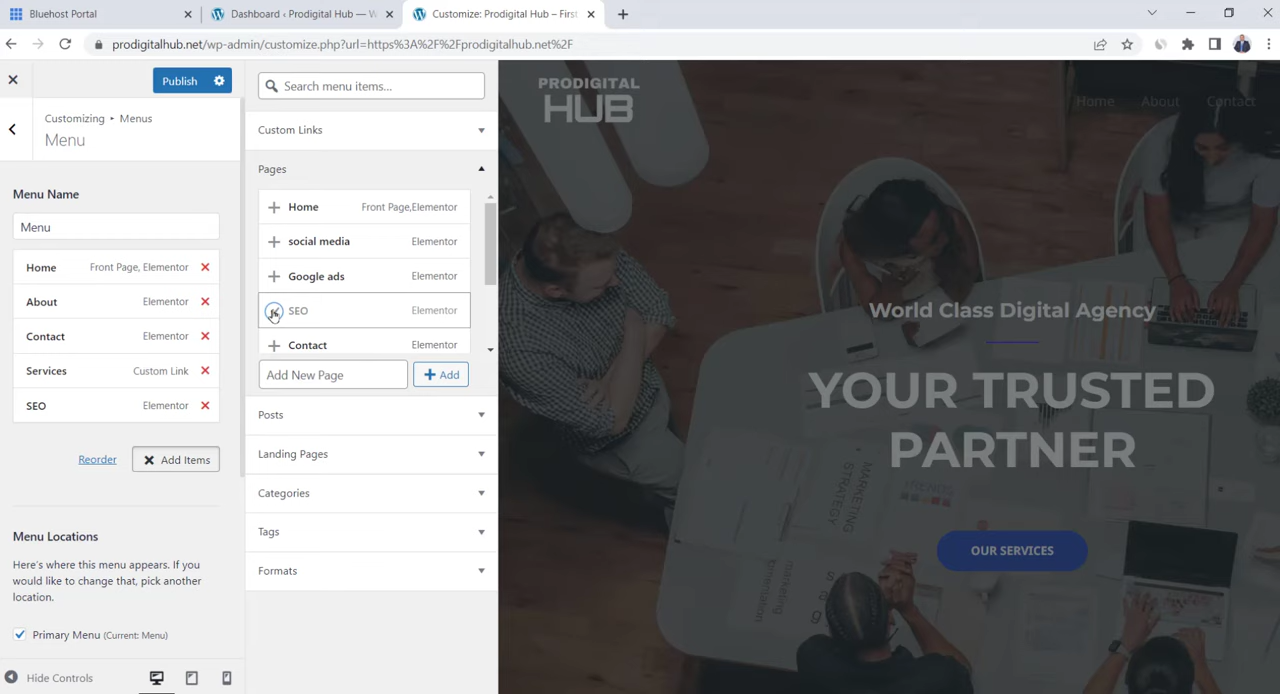 Bluehost Portal
Dashboard ‹ Prodigital Hub — W
Customize: Prodigital Hub – First
prodigitalhub.net/wp-admin/customize.php?url=https%3A%2F%2Fprodigitalhub.net%2F
Publish
Customizing ▸ Menus
Menu
Menu Name
Menu
Home Front Page, Elementor
About Elementor
Contact Elementor
Services Custom Link
SEO Elementor
Reorder
Add Items
Menu Locations
Here's where this menu appears. If you
would like to change that, pick another
location.
Primary Menu (Current: Menu)
Hide Controls
Search menu items...
Custom Links
Pages
Home Front Page,Elementor
social media Elementor
Google ads Elementor
SEO Elementor
Contact Elementor
Add New Page
Add
Posts
Landing Pages
Categories
Tags
Formats
PRODIGITAL
HUB
Home About Contact
World Class Digital Agency
YOUR TRUSTED
PARTNER
OUR SERVICES
MARKETING
STRATEGY
TRENDS